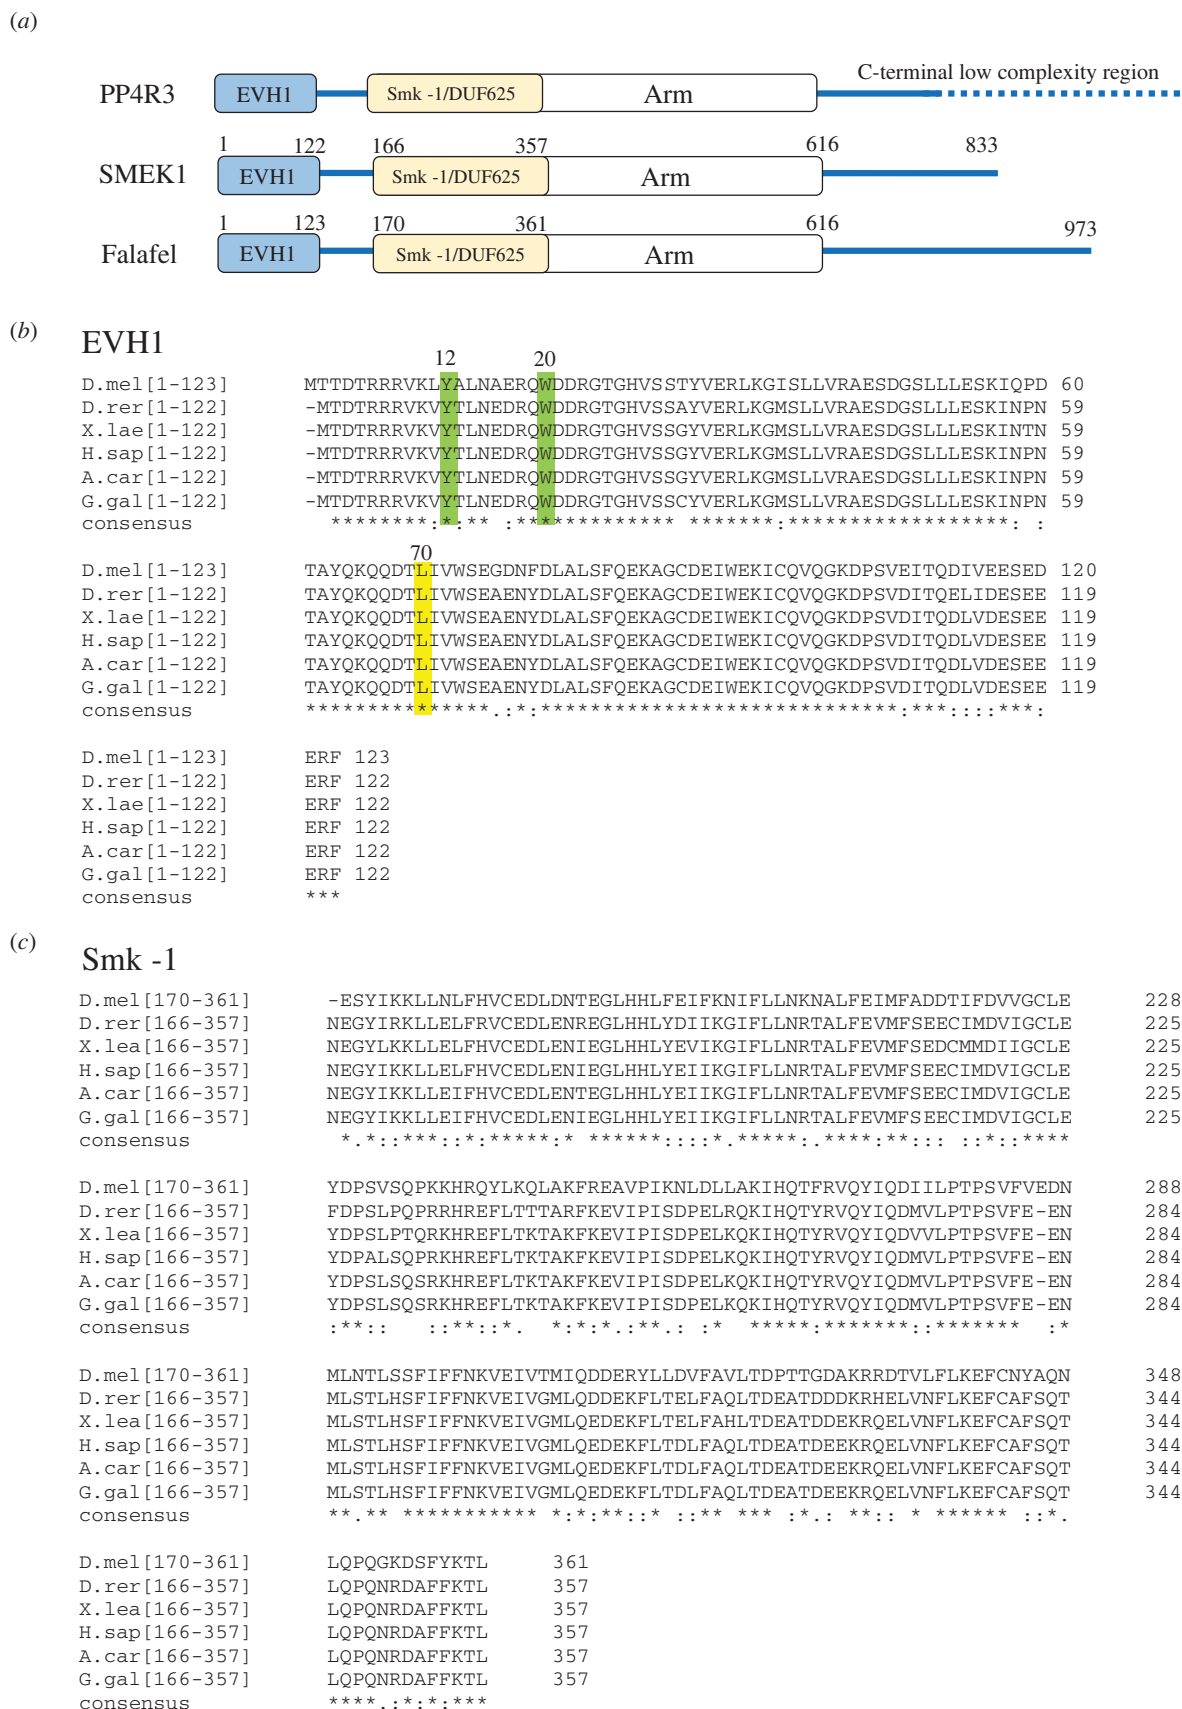 (a)
C-terminal low complexity region
PP4R3 EVH1 Smk -1/DUF625 Arm
1 122 166 357 616 833
SMEK1 EVH1 Smk -1/DUF625 Arm
1 123 170 361 616 973
Falafel EVH1 Smk -1/DUF625 Arm
(b) EVH1
12 20
D.mel[1-123] MTTDTRRRVKLYALNAERQWDDRGTGHVSSTYVERLKGISLLVRAESDGSLLLESKIQPD 60
D.rer[1-122] -MTDTRRRVKVYTLNEDRQWDDRGTGHVSSAYVERLKGMSLLVRAESDGSLLLESKINPN 59
X.lae[1-122] -MTDTRRRVKVYTLNEDRQWDDRGTGHVSSGYVERLKGMSLLVRAESDGSLLLESKINTN 59
H.sap[1-122] -MTDTRRRVKVYTLNEDRQWDDRGTGHVSSGYVERLKGMSLLVRAESDGSLLLESKINPN 59
A.car[1-122] -MTDTRRRVKVYTLNEDRQWDDRGTGHVSSGYVERLKGMSLLVRAESDGSLLLESKINPN 59
G.gal[1-122] -MTDTRRRVKVYTLNEDRQWDDRGTGHVSSCYVERLKGMSLLVRAESDGSLLLESKINPN 59
consensus ********:*:** :************* ********:*******************: :
70
D.mel[1-123] TAYQKQQDTLIVWSEGDNFDLALSFQEKAGCDEIWEKICQVQGKDPSVEITQDIVEESED 120
D.rer[1-122] TAYQKQQDTLIVWSEAENYDLALSFQEKAGCDEIWEKICQVQGKDPSVDITQELIDESEE 119
X.lae[1-122] TAYQKQQDTLIVWSEAENYDLALSFQEKAGCDEIWEKICQVQGKDPSVDITQDLVDESEE 119
H.sap[1-122] TAYQKQQDTLIVWSEAENYDLALSFQEKAGCDEIWEKICQVQGKDPSVDITQDLVDESEE 119
A.car[1-122] TAYQKQQDTLIVWSEAENYDLALSFQEKAGCDEIWEKICQVQGKDPSVDITQDLVDESEE 119
G.gal[1-122] TAYQKQQDTLIVWSEAENYDLALSFQEKAGCDEIWEKICQVQGKDPSVDITQDLVDESEE 119
consensus ***************.:*:*****************************:***::::***:
D.mel[1-123] ERF 123
D.rer[1-122] ERF 122
X.lae[1-122] ERF 122
H.sap[1-122] ERF 122
A.car[1-122] ERF 122
G.gal[1-122] ERF 122
consensus ***
(c) Smk -1
D.mel[170-361] -ESYIKKLLNLFHVCEDLDNTEGLHHLFEIFKNIFLLNKNALFEIMFADDTIFDVVGCLE 228
D.rer[166-357] NEGYIRKLLELFRVCEDLENREGLHHLYDIIKGIFLLNRTALFEVMFSEECIMDVIGCLE 225
X.lea[166-357] NEGYLKKLLELFHVCEDLENIEGLHHLYEVIKGIFLLNRTALFEVMFSEDCMMDIIGCLE 225
H.sap[166-357] NEGYIKKLLELFHVCEDLENIEGLHHLYEIIKGIFLLNRTALFEVMFSEECIMDVIGCLE 225
A.car[166-357] NEGYIKKLLEIFHVCEDLENTEGLHHLYEIIKGIFLLNRTALFEVMFSEECIMDVIGCLE 225
G.gal[166-357] NEGYIKKLLELFHVCEDLENIEGLHHLYEIIKGIFLLNRTALFEVMFSEECIMDVIGCLE 225
consensus *.*::***::*:*****:* ******::::*.*****:.****:**::: ::*::****
D.mel[170-361] YDPSVSQPKKHRQYLKQLAKFREAVPIKNLDLLAKIHQTFRVQYIQDIILPTPSVFVEDN 288
D.rer[166-357] FDPSLPQPRRHREFLTTTARFKEVIPISDPELRQKIHQTYRVQYIQDMVLPTPSVFE-EN 284
X.lea[166-357] YDPSLPTQRKHREFLTKTAKFKEVIPISDPELKQKIHQTYRVQYIQDVVLPTPSVFE-EN 284
H.sap[166-357] YDPALSQPRKHREFLTKTAKFKEVIPISDPELKQKIHQTYRVQYIQDMVLPTPSVFE-EN 284
A.car[166-357] YDPSLSQSRKHREFLTKTAKFKEVIPISDPELKQKIHQTYRVQYIQDMVLPTPSVFE-EN 284
G.gal[166-357] YDPSLSQSRKHREFLTKTAKFKEVIPISDPELKQKIHQTYRVQYIQDMVLPTPSVFE-EN 284
consensus :**:: ::**::*. *:*:*.:**.: :* *****:*******::******* :*
D.mel[170-361] MLNTLSSFIFFNKVEIVTMIQDDERYLLDVFAVLTDPTTGDAKRRDTVLFLKEFCNYAQN 348
D.rer[166-357] MLSTLHSFIFFNKVEIVGMLQEDEKFLTELFAQLTDEATDDDKRHELVNFLKEFCAFSQT 344
X.lea[166-357] MLSTLHSFIFFNKVEIVGMLQEDEKFLTELFAHLTDEATDEEKRQELVNFLKEFCAFSQT 344
H.sap[166-357] MLSTLHSFIFFNKVEIVGMLQEDEKFLTDLFAQLTDEATDEEKRQELVNFLKEFCAFSQT 344
A.car[166-357] MLSTLHSFIFFNKVEIVGMLQEDEKFLTDLFAQLTDEATDEEKRQELVNFLKEFCAFSQT 344
G.gal[166-357] MLSTLHSFIFFNKVEIVGMLQEDEKFLTDLFAQLTDEATDEEKRQELVNFLKEFCAFSQT 344
consensus **.** *********** *:*:**::* ::** *** :*.: **:: * ****** ::*.
D.mel[170-361] LQPQGKDSFYKTL 361
D.rer[166-357] LQPQNRDAFFKTL 357
X.lea[166-357] LQPQNRDAFFKTL 357
H.sap[166-357] LQPQNRDAFFKTL 357
A.car[166-357] LQPQNRDAFFKTL 357
G.gal[166-357] LQPQNRDAFFKTL 357
consensus ****.:*:*:***